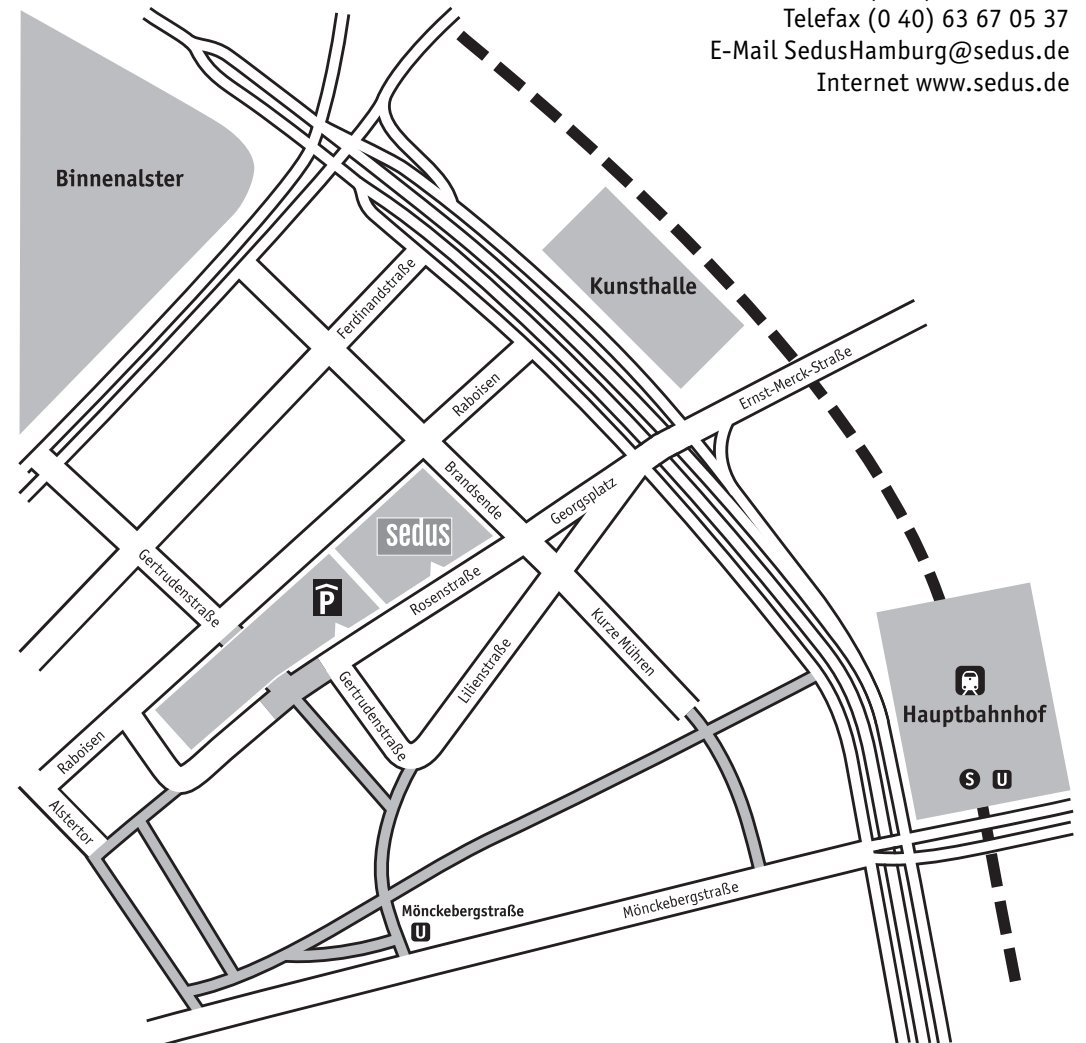 Telefax (0 40) 63 67 05 37
E-Mail SedusHamburg@sedus.de
Internet www.sedus.de
Binnenalster
Kunsthalle
Ferdinandstraße
Ernst-Merck-Straße
Raboisen
Brandsende
Georgsplatz
sedus
Gertrudenstraße
P
Rosenstraße
Kurze Mühren
Lilienstraße
Gertrudenstraße
Hauptbahnhof
Raboisen
S U
Alstertor
Mönckebergstraße
U
Mönckebergstraße